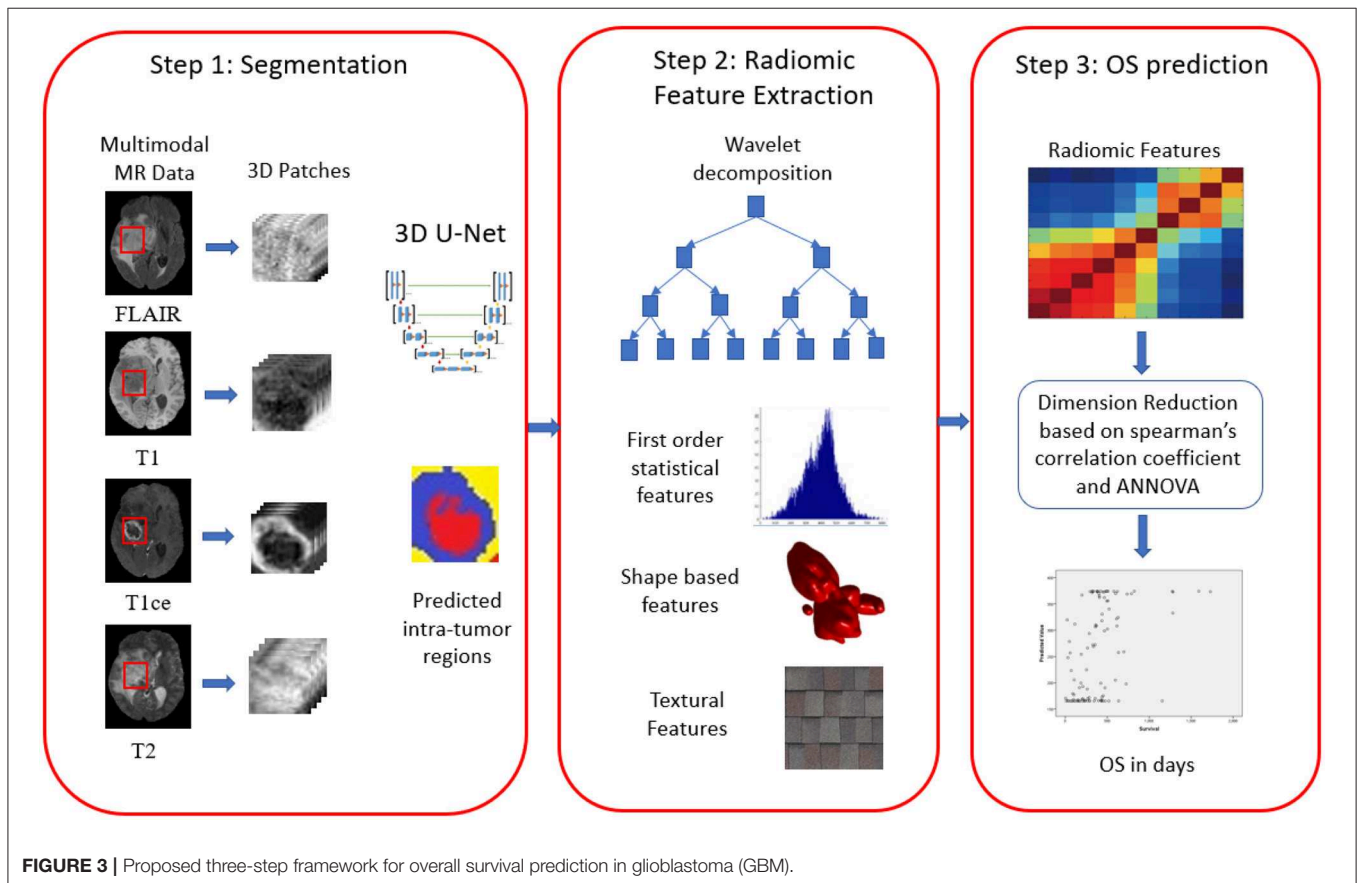 Step 1: Segmentation
Multimodal
MR Data
3D Patches
FLAIR
T1
T1ce
T2
3D U-Net
Predicted
intra-tumor
regions
Step 2: Radiomic
Feature Extraction
Wavelet
decomposition
First order
statistical
features
Shape based
features
Textural
Features
Step 3: OS prediction
Radiomic Features
Dimension Reduction
based on spearman's
correlation coefficient
and ANNOVA
Predicted Value
Survival
OS in days
FIGURE 3 | Proposed three-step framework for overall survival prediction in glioblastoma (GBM).